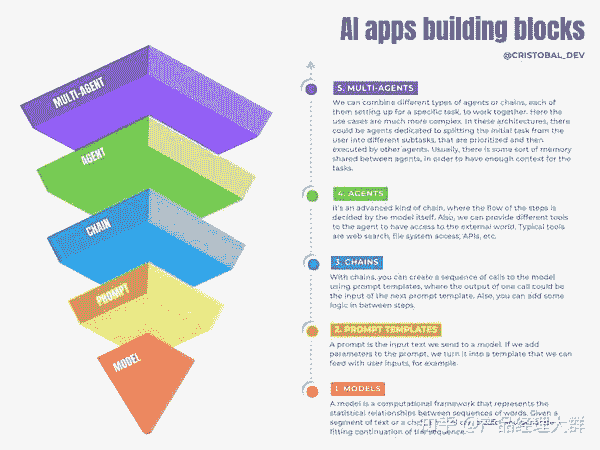 AI apps building blocks
@CRISTOBAL_DEV
MULTI-AGENT
AGENT
CHAIN
PROMPT
MODEL
5. MULTI-AGENTS
We can combine different types of agents or chains, each of
them setting up for a specific task, to work together. Here the
use cases are much more complex. In these architectures, there
could be agents dedicated to splitting the initial task from the
user into different subtasks, that are prioritized and then
executed by other agents. Usually, there is some sort of memory
shared between agents, in order to have enough context for the
tasks.
4. AGENTS
It's an advanced kind of chain, where the flow of the steps is
decided by the model itself. Also, we can provide different tools
to the agent to have access to the external world. Typical tools
are web search, file system access, APIs, etc.
3. CHAINS
With chains, you can create a sequence of calls to the model
using prompt templates, where the output of one call could be
the input of the next prompt template. Also, you can add some
logic in between steps.
2. PROMPT TEMPLATES
A prompt is the input text we send to a model. If we add
parameters to the prompt, we turn it into a template that we can
feed with user inputs, for example.
1. MODELS
A model is a computational framework that represents the
statistical relationships between sequences of words. Given a
segment of text or a
fitting continuation of the sequence.
知乎 @产品经理大群